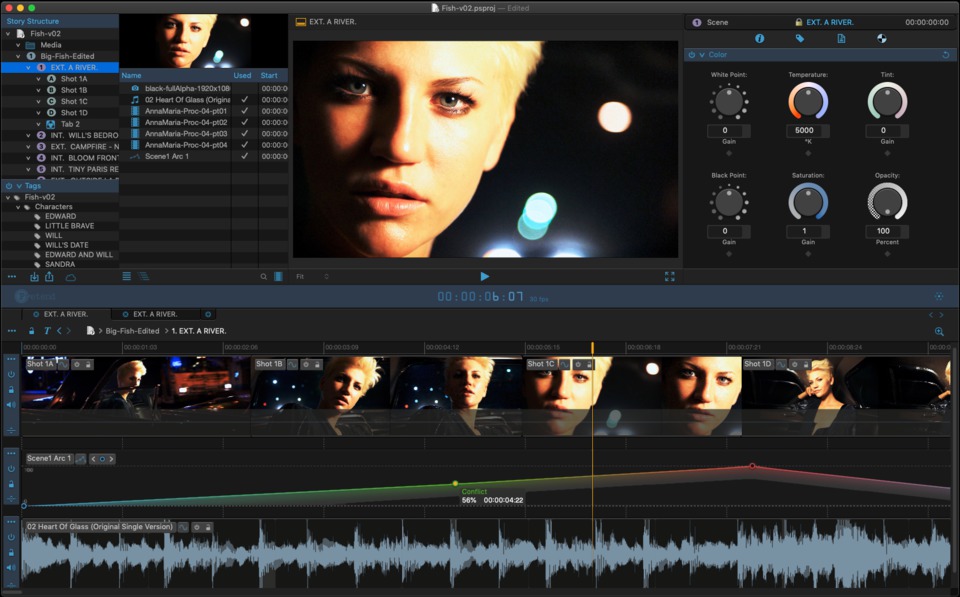 Fish-v02.psproj — Edited
Story Structure
Fish-v02
Media
1 Big-Fish-Edited
1 EXT. A RIVER.
A Shot 1A
B Shot 1B
C Shot 1C
D Shot 1D
Tab 2
2 INT. WILL'S BEDRO
3 EXT. CAMPFIRE - N
4 INT. BLOOM FRONT
5 INT. TINY PARIS RE
Tags
Fish-v02
Characters
EDWARD
LITTLE BRAVE
WILL
WILL'S DATE
EDWARD AND WILL
SANDRA
Name Used Start
black-fullAlpha-1920x108 00:00:0
02 Heart Of Glass (Origina 00:00:0
AnnaMaria-Proc-04-pt01 00:00:0
AnnaMaria-Proc-04-pt02 00:00:0
AnnaMaria-Proc-04-pt03 00:00:0
AnnaMaria-Proc-04-pt04 00:00:0
Scene1 Arc 1 00:00:0
EXT. A RIVER.
Fit
1 Scene EXT. A RIVER. 00:00:00:00
Color
White Point: Temperature: Tint:
0 5000 0
Gain °K Gain
Black Point: Saturation: Opacity:
0 1 100
Gain Gain Percent
00:00:06:07 30 fps
EXT. A RIVER. EXT. A RIVER.
T Big-Fish-Edited 1. EXT. A RIVER.
00:00:00:00 00:00:01:03 00:00:02:06 00:00:03:09 00:00:04:12 00:00:05:15 00:00:06:18 00:00:07:21 00:00:08:24
Shot 1A Shot 1B Shot 1C Shot 1D
Scene1 Arc 1
100
0
Conflict
56% 00:00:04:22
02 Heart Of Glass (Original Single Version)